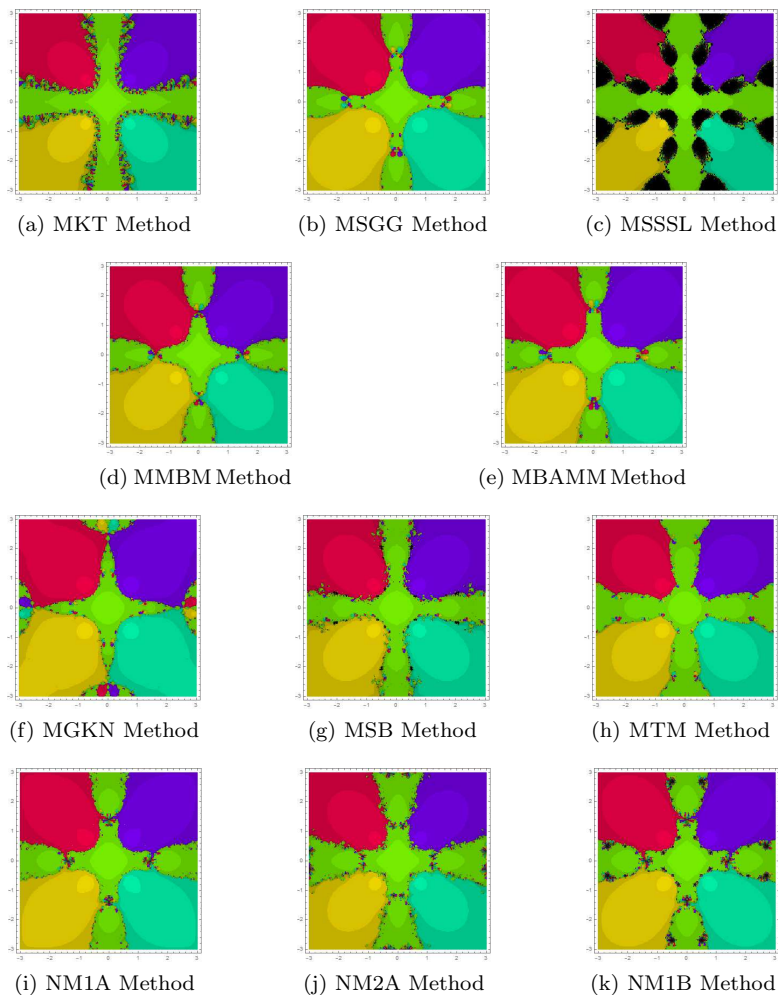 (a) MKT Method (b) MSGG Method (c) MSSSL Method
(d) MMBM Method (e) MBAMM Method
(f) MGKN Method (g) MSB Method (h) MTM Method
(i) NM1A Method (j) NM2A Method (k) NM1B Method